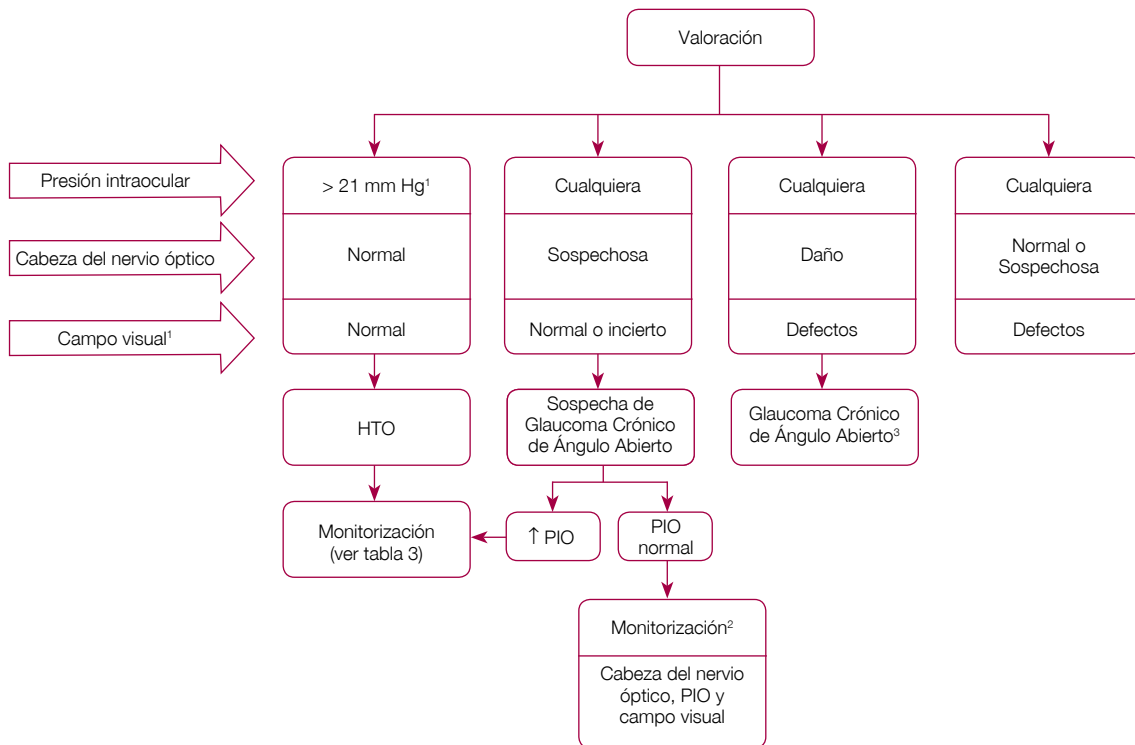 Valoración
Presión intraocular
> 21 mm Hg¹
Cualquiera
Cualquiera
Cualquiera
Cabeza del nervio óptico
Normal
Sospechosa
Daño
Normal o
Sospechosa
Campo visual¹
Normal
Normal o incierto
Defectos
Defectos
HTO
Sospecha de
Glaucoma Crónico
de Ángulo Abierto
Glaucoma Crónico
de Ángulo Abierto³
Monitorización
(ver tabla 3)
↑ PIO
PIO
normal
Monitorización²
Cabeza del nervio
óptico, PIO y
campo visual